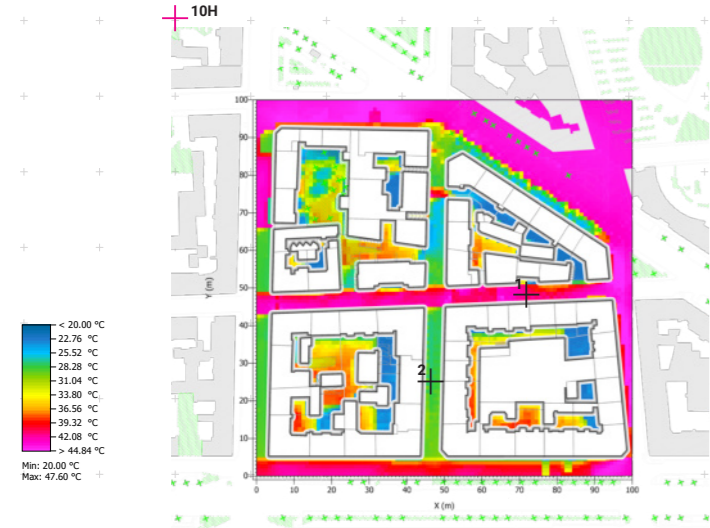 10H
100
90
80
70
60
50
40
30
20
10
0
Y (m)
0 10 20 30 40 50 60 70 80 90 100
X (m)
1
2
< 20.00 °C
22.76 °C
25.52 °C
28.28 °C
31.04 °C
33.80 °C
36.56 °C
39.32 °C
42.08 °C
> 44.84 °C
Min: 20.00 °C
Max: 47.60 °C